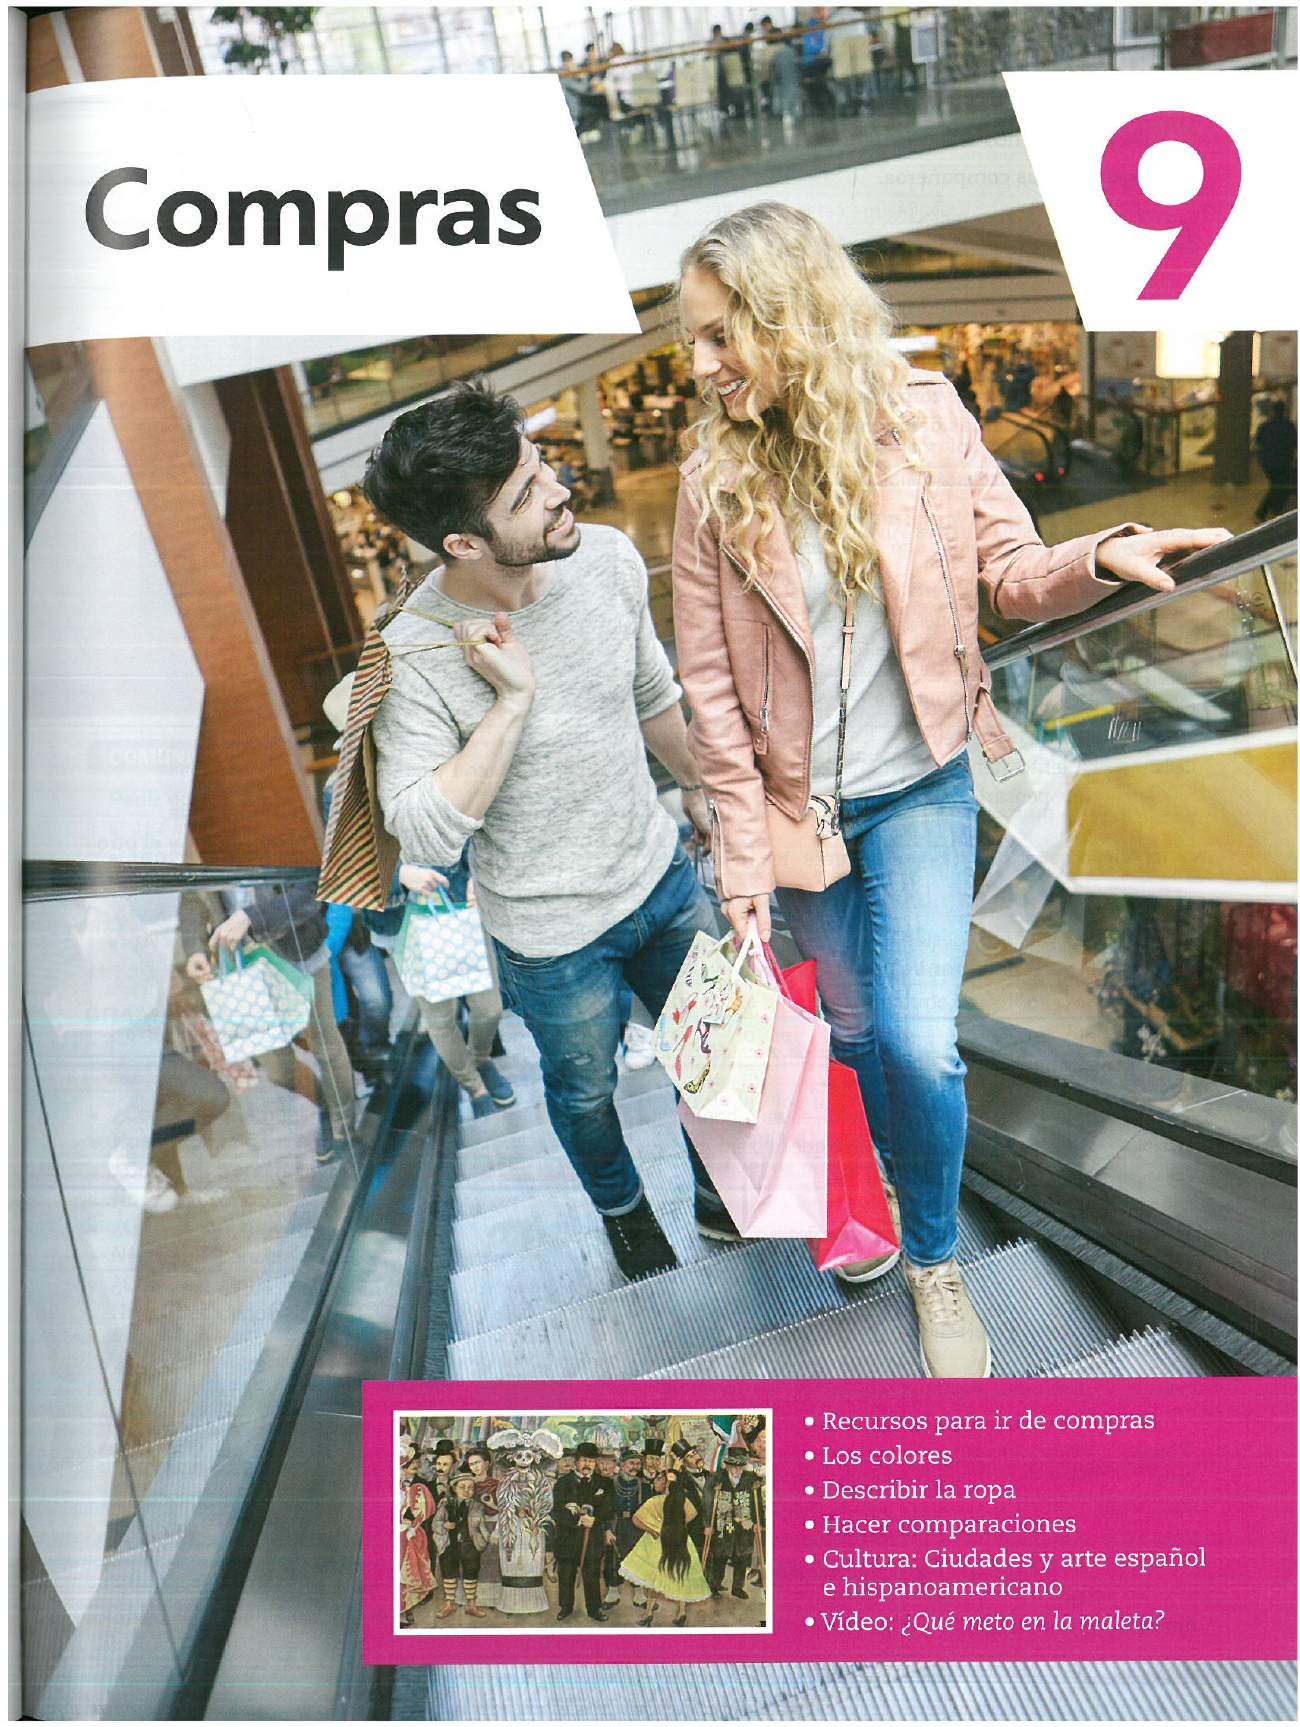 Compras
9
• Recursos para ir de compras
• Los colores
• Describir la ropa
• Hacer comparaciones
• Cultura: Ciudades y arte español
e hispanoamericano
• Vídeo: ¿Qué meto en la maleta?